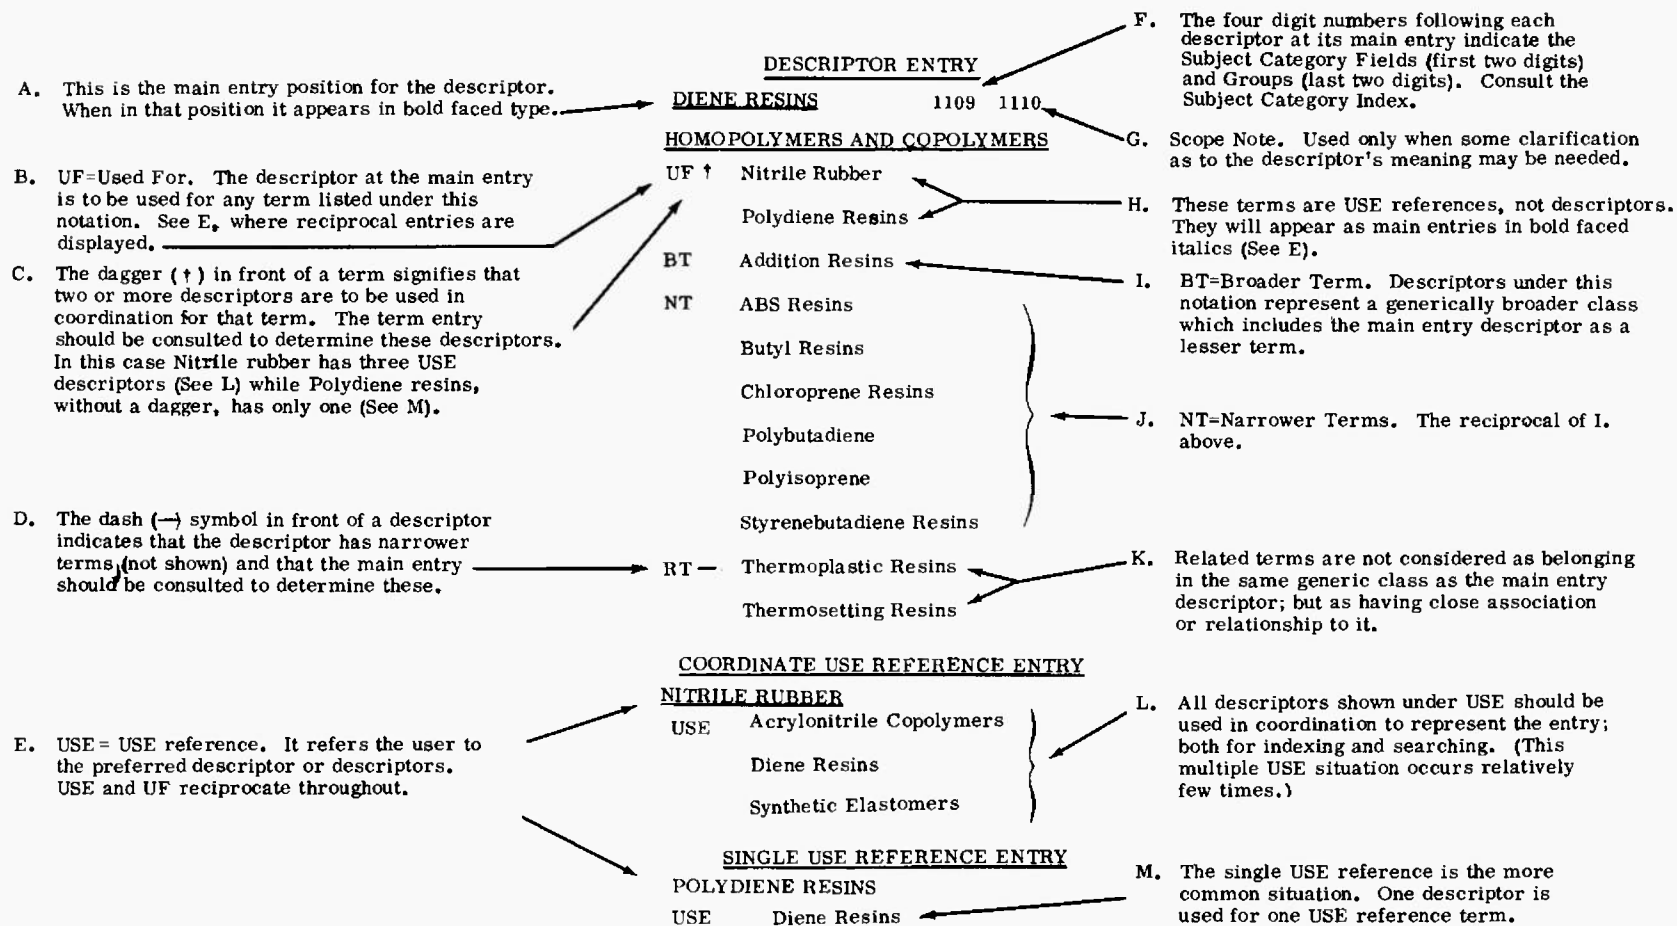 A. This is the main entry position for the descriptor.
When in that position it appears in bold faced type.
B. UF=Used For. The descriptor at the main entry
is to be used for any term listed under this
notation. See E, where reciprocal entries are
displayed.
C. The dagger (†) in front of a term signifies that
two or more descriptors are to be used in
coordination for that term. The term entry
should be consulted to determine these descriptors.
In this case Nitrile rubber has three USE
descriptors (See L) while Polydiene resins,
without a dagger, has only one (See M).
D. The dash (—) symbol in front of a descriptor
indicates that the descriptor has narrower
terms (not shown) and that the main entry
should be consulted to determine these.
E. USE = USE reference. It refers the user to
the preferred descriptor or descriptors.
USE and UF reciprocate throughout.
DESCRIPTOR ENTRY
DIENE RESINS 1109 1110
HOMOPOLYMERS AND COPOLYMERS
UF † Nitrile Rubber
Polydiene Resins
BT Addition Resins
NT ABS Resins
Butyl Resins
Chloroprene Resins
Polybutadiene
Polyisoprene
Styrenebutadiene Resins
RT — Thermoplastic Resins
Thermosetting Resins
COORDINATE USE REFERENCE ENTRY
NITRILE RUBBER
USE Acrylonitrile Copolymers
Diene Resins
Synthetic Elastomers
SINGLE USE REFERENCE ENTRY
POLYDIENE RESINS
USE Diene Resins
F. The four digit numbers following each
descriptor at its main entry indicate the
Subject Category Fields (first two digits)
and Groups (last two digits). Consult the
Subject Category Index.
G. Scope Note. Used only when some clarification
as to the descriptor's meaning may be needed.
H. These terms are USE references, not descriptors.
They will appear as main entries in bold faced
italics (See E).
I. BT=Broader Term. Descriptors under this
notation represent a generically broader class
which includes the main entry descriptor as a
lesser term.
J. NT=Narrower Terms. The reciprocal of I.
above.
K. Related terms are not considered as belonging
in the same generic class as the main entry
descriptor; but as having close association
or relationship to it.
L. All descriptors shown under USE should be
used in coordination to represent the entry;
both for indexing and searching. (This
multiple USE situation occurs relatively
few times.)
M. The single USE reference is the more
common situation. One descriptor is
used for one USE reference term.